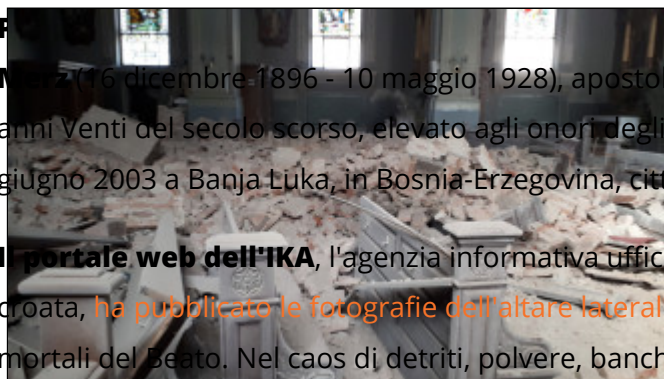 Merz (16 dicembre 1896 - 10 maggio 1928), apostol
anni Venti del secolo scorso, elevato agli onori degli
giugno 2003 a Banja Luka, in Bosnia-Erzegovina, citt
Il portale web dell'IKA, l'agenzia informativa uffic
croata, ha pubblicato le fotografie dell'altare lateral
mortali del Beato. Nel caos di detriti, polvere, banch